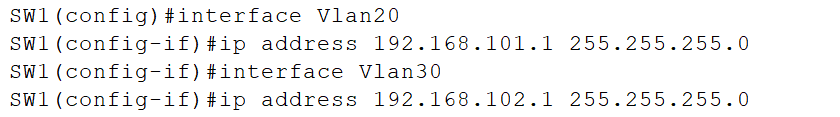 SW1(config)#interface Vlan20
SW1(config-if)#ip address 192.168.101.1 255.255.255.0
SW1(config-if)#interface Vlan30
SW1(config-if)#ip address 192.168.102.1 255.255.255.0